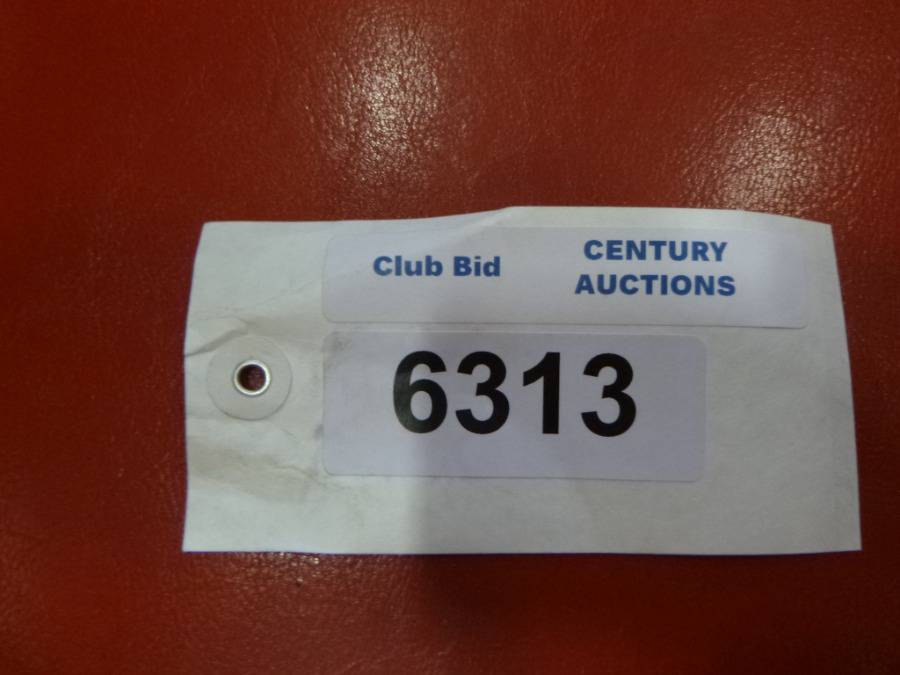 Club Bid
CENTURY
AUCTIONS
6313